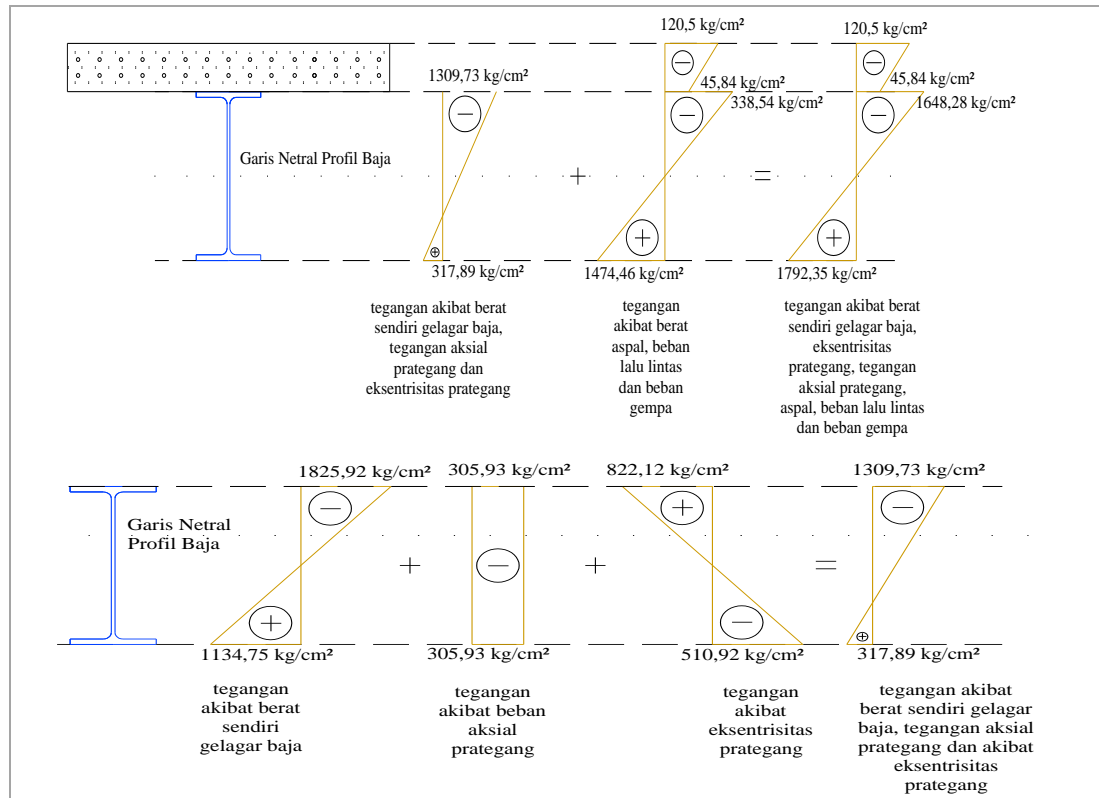 120,5 kg/cm²
120,5 kg/cm²
1309,73 kg/cm²
45,84 kg/cm²
45,84 kg/cm²
338,54 kg/cm²
1648,28 kg/cm²
Garis Netral Profil Baja
+
=
317,89 kg/cm²
1474,46 kg/cm²
1792,35 kg/cm²
tegangan akibat berat
sendiri gelagar baja,
tegangan aksial
prategang dan
eksentrisitas prategang
tegangan
akibat berat
aspal, beban
lalu lintas
dan beban
gempa
tegangan akibat berat
sendiri gelagar baja,
eksentrisitas
prategang, tegangan
aksial prategang,
aspal, beban lalu lintas
dan beban gempa
1825,92 kg/cm²
305,93 kg/cm²
822,12 kg/cm²
1309,73 kg/cm²
Garis Netral
Profil Baja
+
+
=
1134,75 kg/cm²
305,93 kg/cm²
510,92 kg/cm²
317,89 kg/cm²
tegangan
akibat berat
sendiri
gelagar baja
tegangan
akibat beban
aksial
prategang
tegangan
akibat
eksentrisitas
prategang
tegangan akibat
berat sendiri gelagar
baja, tegangan aksial
prategang dan akibat
eksentrisitas
prategang